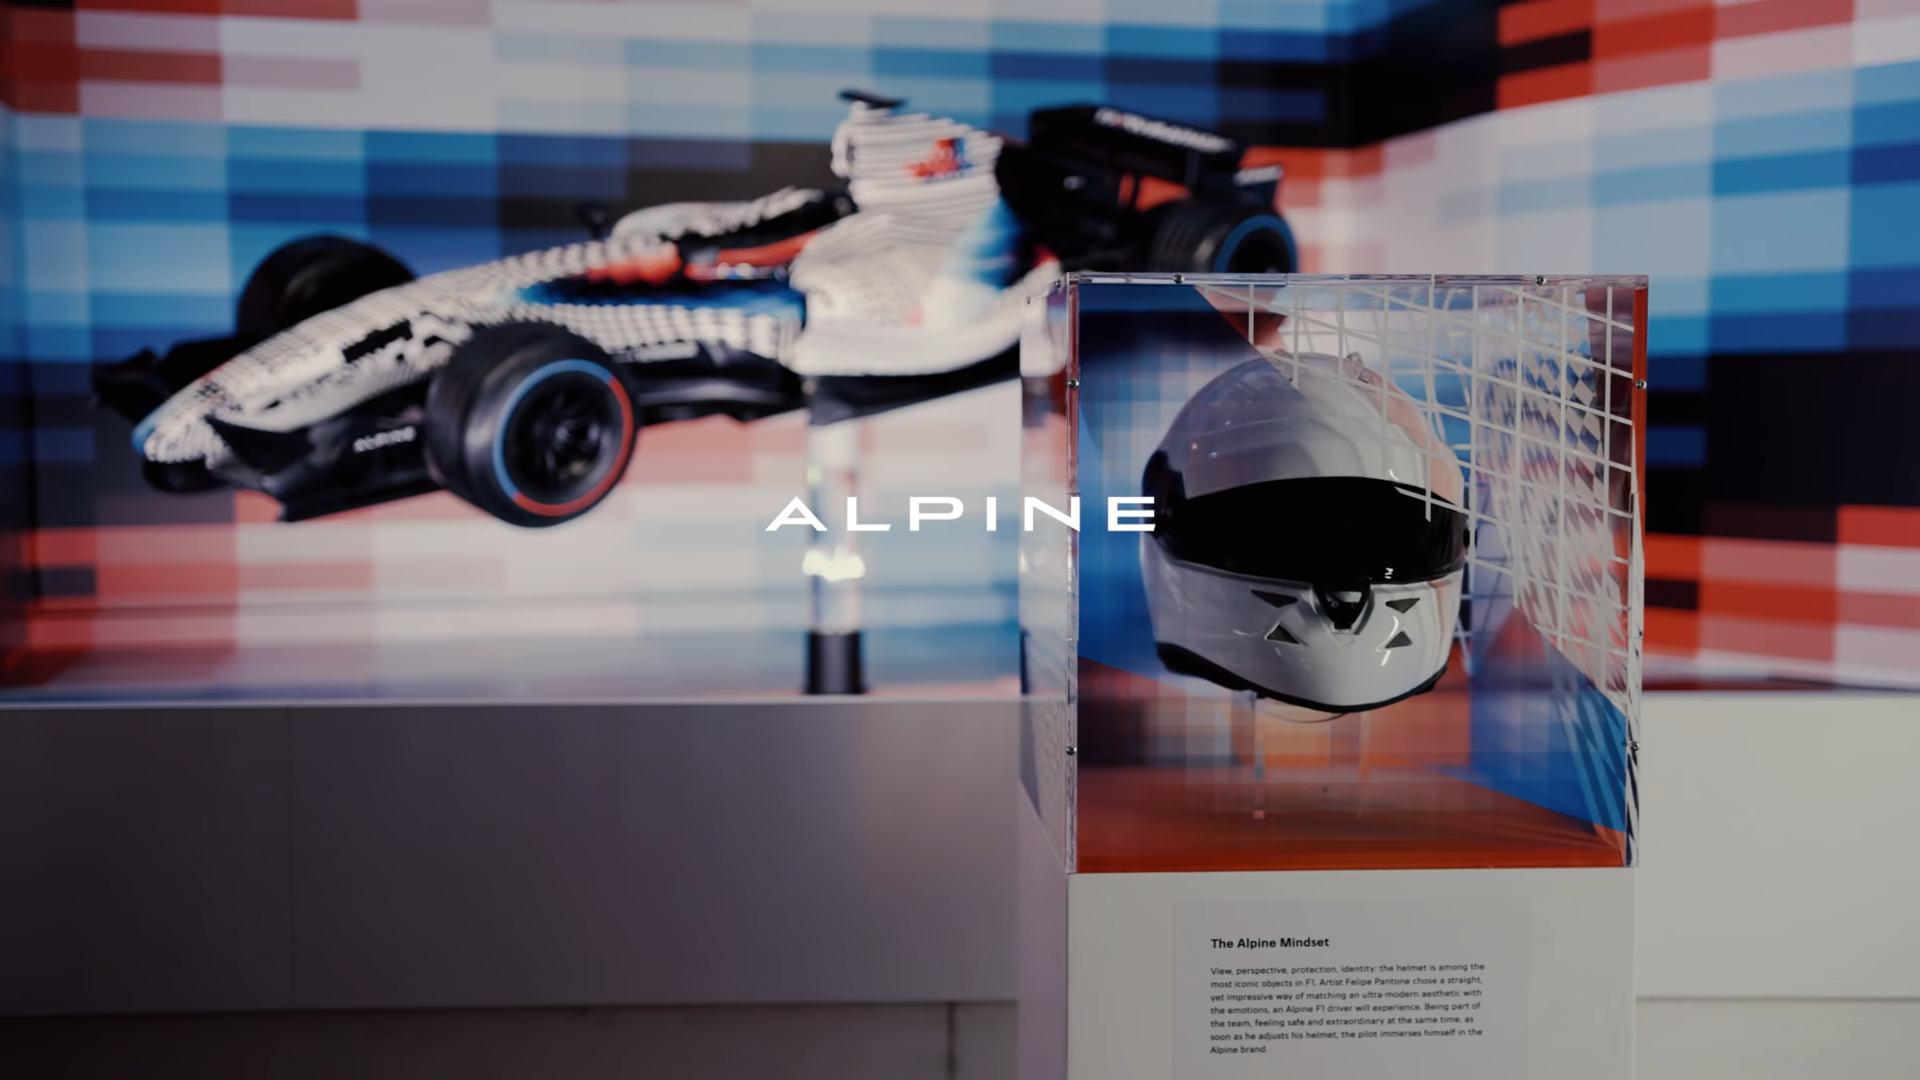 ALPINE
ALPINE
The Alpine Mindset
View, perspective, protection, identity: the helmet is among the
most iconic objects in F1. Artist Felipe Pantone chose a straight,
yet impressive way of matching an ultra-modern aesthetic with
the emotions, an Alpine F1 driver will experience. Being part of
the team, feeling safe and extraordinary at the same time, as
soon as he adjusts his helmet, the pilot immerses himself in the
Alpine brand.